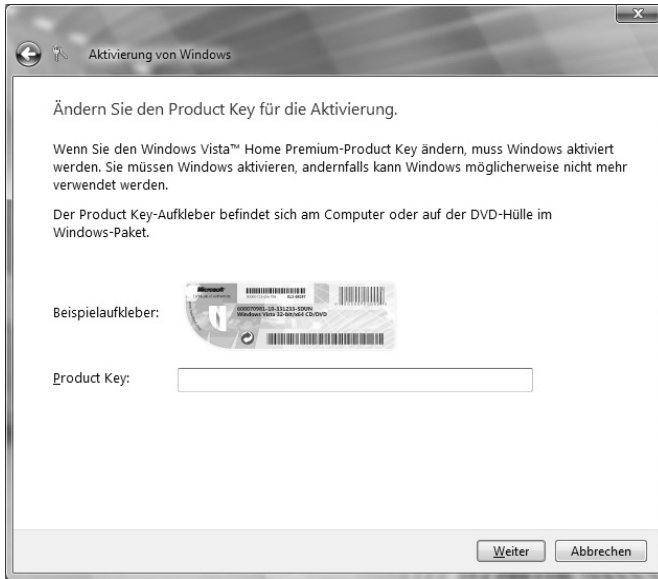 Aktivierung von Windows
Ändern Sie den Product Key für die Aktivierung.
Wenn Sie den Windows Vista™ Home Premium-Product Key ändern, muss Windows aktiviert
werden. Sie müssen Windows aktivieren, andernfalls kann Windows möglicherweise nicht mehr
verwendet werden.
Der Product Key-Aufkleber befindet sich am Computer oder auf der DVD-Hülle im
Windows-Paket.
Microsoft
Beispielaufkleber:
Windows Vista 32-bit/x64 CD/DVD
Product Key:
Weiter
Abbrechen